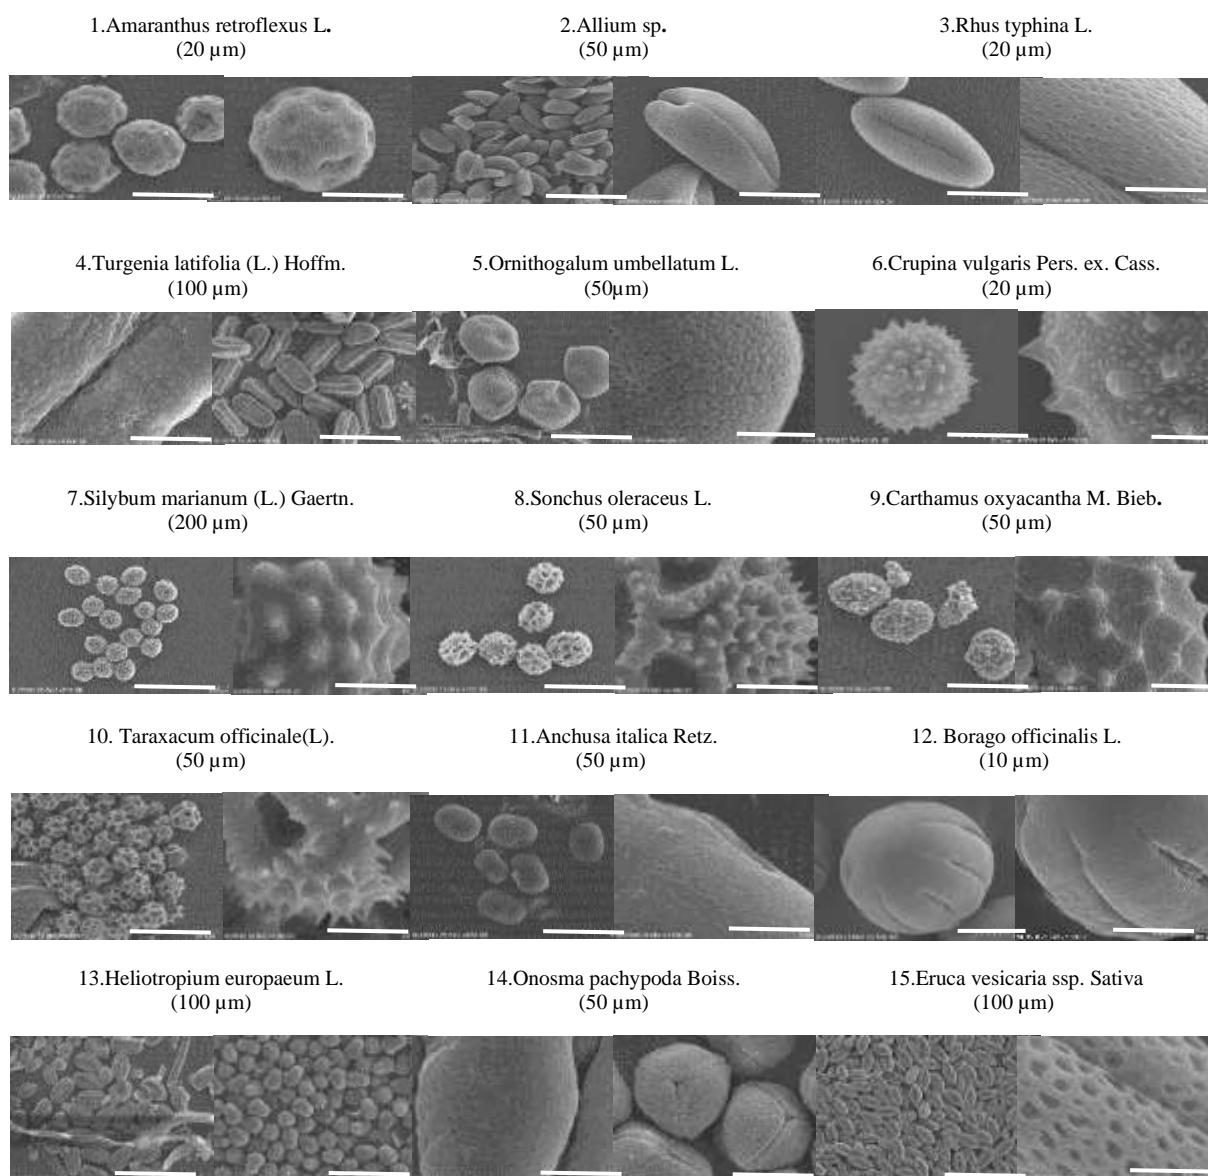 1.Amaranthus retroflexus L.
(20 µm)
2.Allium sp.
(50 µm)
3.Rhus typhina L.
(20 µm)
4.Turgenia latifolia (L.) Hoffm.
(100 µm)
5.Ornithogalum umbellatum L.
(50µm)
6.Crupina vulgaris Pers. ex. Cass.
(20 µm)
7.Silybum marianum (L.) Gaertn.
(200 µm)
8.Sonchus oleraceus L.
(50 µm)
9.Carthamus oxyacantha M. Bieb.
(50 µm)
10. Taraxacum officinale(L).
(50 µm)
11.Anchusa italica Retz.
(50 µm)
12. Borago officinalis L.
(10 µm)
13.Heliotropium europaeum L.
(100 µm)
14.Onosma pachypoda Boiss.
(50 µm)
15.Eruca vesicaria ssp. Sativa
(100 µm)